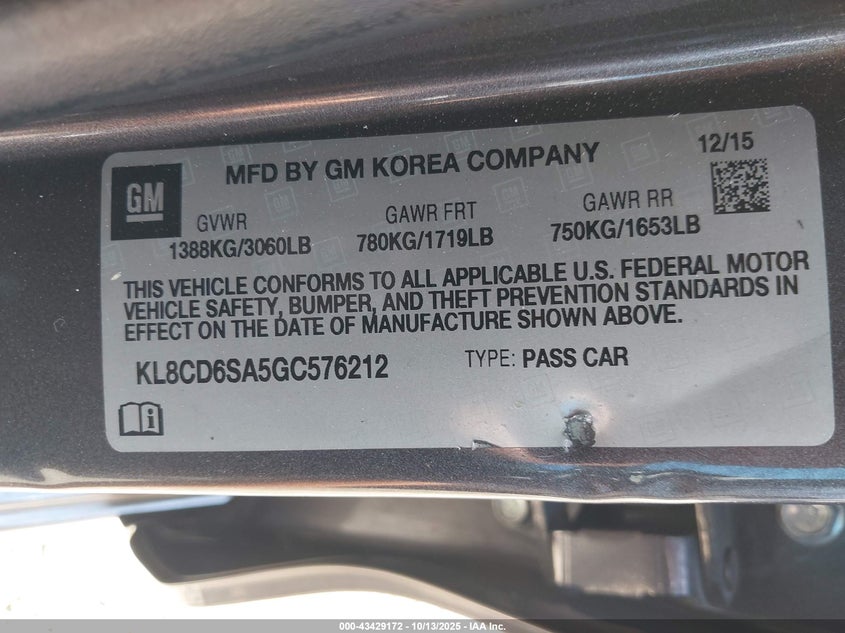 GM
MFD BY GM KOREA COMPANY
12/15
GVWR
1388KG/3060LB
GAWR FRT
780KG/1719LB
GAWR RR
750KG/1653LB
THIS VEHICLE CONFORMS TO ALL APPLICABLE U.S. FEDERAL MOTOR
VEHICLE SAFETY, BUMPER, AND THEFT PREVENTION STANDARDS IN
EFFECT ON THE DATE OF MANUFACTURE SHOWN ABOVE.
KL8CD6SA5GC576212
TYPE: PASS CAR
000-43429172 - 10/13/2025 - IAA Inc.